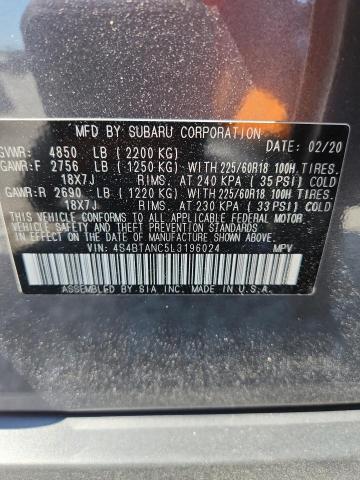 MFD BY SUBARU CORPORATION DATE: 02/20
GVWR: 4850 LB (2200 KG)
GAWR:F 2756 LB (1250 KG) WITH 225/60R18 100H TIRES.
18X7J RIMS. AT 240 KPA (35 PSI) COLD
GAWR:R 2690 LB (1220 KG) WITH 225/60R18 100H TIRES.
18X7J RIMS. AT 230 KPA (33 PSI) COLD
THIS VEHICLE CONFORMS TO ALL APPLICABLE FEDERAL MOTOR
VEHICLE SAFETY STANDARDS IN EFFECT ON THE DATE OF
MANUFACTURE SHOWN ABOVE.
VIN: 4S4BTANC5L3196024 MPV
ASSEMBLED BY SIA INC. MADE IN U.S.A.